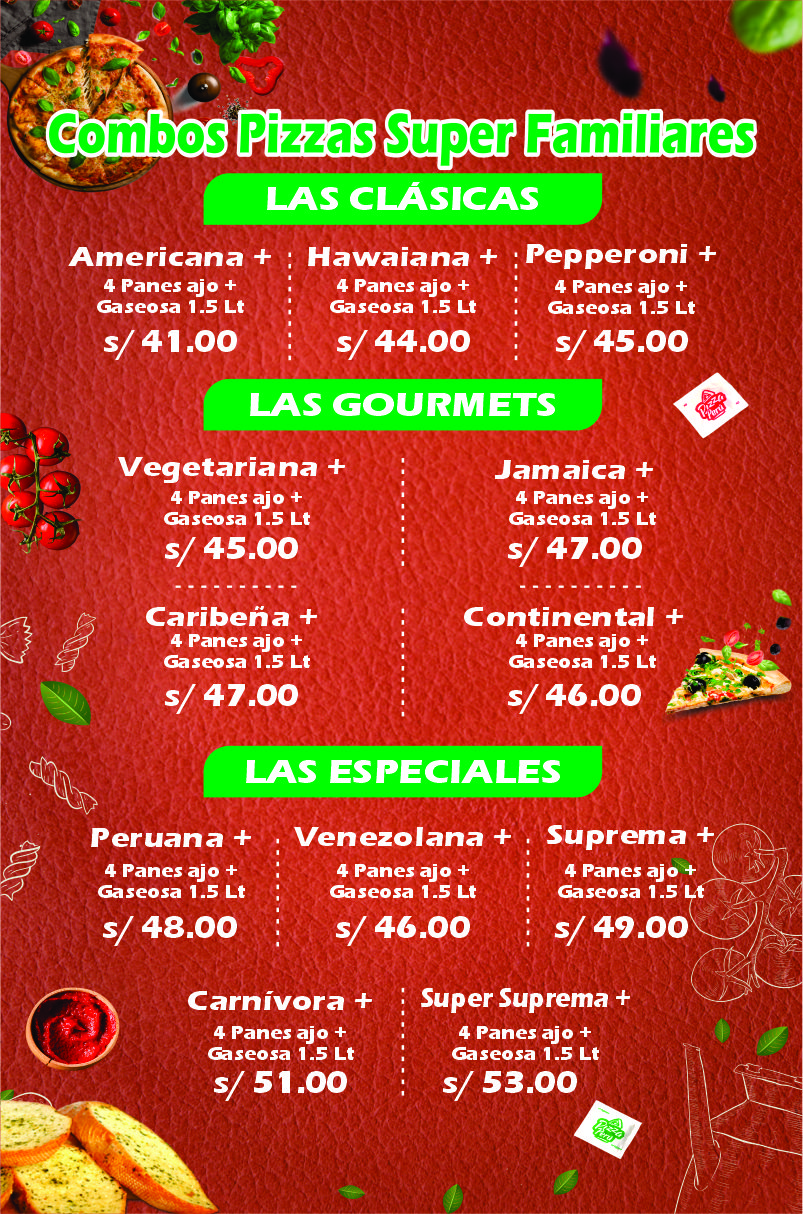 Combos Pizzas Super Familiares
LAS CLÁSICAS
Americana +
4 Panes ajo +
Gaseosa 1.5 Lt
s/ 41.00
Hawaiana +
4 Panes ajo +
Gaseosa 1.5 Lt
s/ 44.00
Pepperoni +
4 Panes ajo +
Gaseosa 1.5 Lt
s/ 45.00
LAS GOURMETS
Pizza
Perú
Vegetariana +
4 Panes ajo +
Gaseosa 1.5 Lt
s/ 45.00
Jamaica +
4 Panes ajo +
Gaseosa 1.5 Lt
s/ 47.00
Caribeña +
4 Panes ajo +
Gaseosa 1.5 Lt
s/ 47.00
Continental +
4 Panes ajo +
Gaseosa 1.5 Lt
s/ 46.00
LAS ESPECIALES
Peruana +
4 Panes ajo +
Gaseosa 1.5 Lt
s/ 48.00
Venezolana +
4 Panes ajo +
Gaseosa 1.5 Lt
s/ 46.00
Suprema +
4 Panes ajo +
Gaseosa 1.5 Lt
s/ 49.00
Carnívora +
4 Panes ajo +
Gaseosa 1.5 Lt
s/ 51.00
Super Suprema +
4 Panes ajo +
Gaseosa 1.5 Lt
s/ 53.00
Pizza
Perú